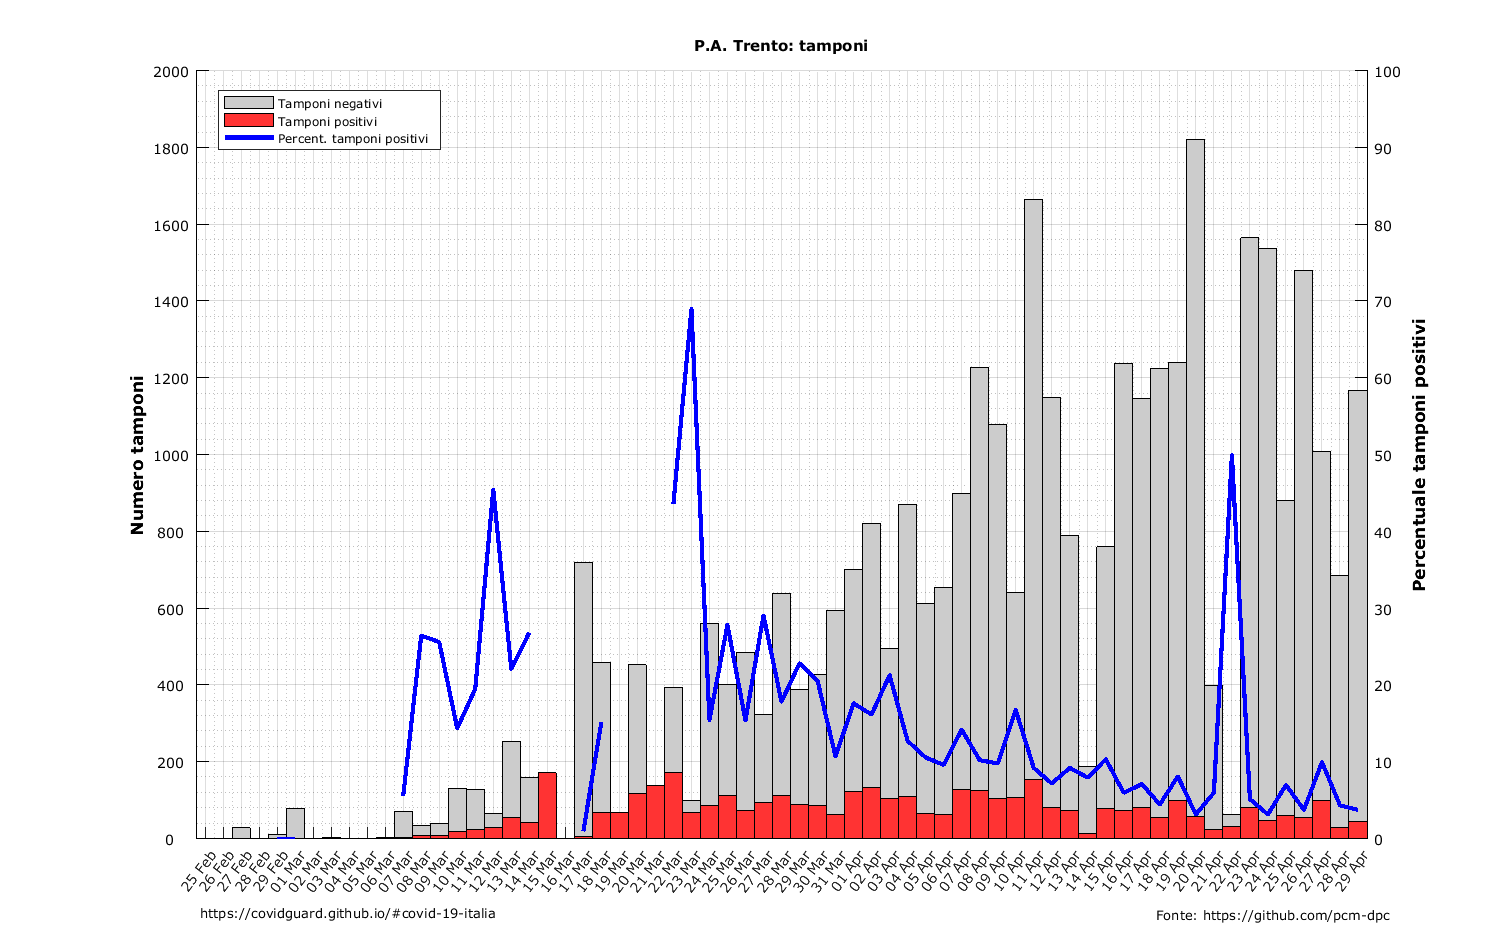 P.A. Trento: tamponi
Tamponi negativi
Tamponi positivi
Percent. tamponi positivi
2000
1800
1600
1400
1200
1000
800
600
400
200
0
Numero tamponi
100
90
80
70
60
50
40
30
20
10
0
Percentuale tamponi positivi
25 Feb
26 Feb
27 Feb
28 Feb
29 Feb
01 Mar
02 Mar
03 Mar
04 Mar
05 Mar
06 Mar
07 Mar
08 Mar
09 Mar
10 Mar
11 Mar
12 Mar
13 Mar
14 Mar
15 Mar
16 Mar
17 Mar
18 Mar
19 Mar
20 Mar
21 Mar
22 Mar
23 Mar
24 Mar
25 Mar
26 Mar
27 Mar
28 Mar
29 Mar
30 Mar
31 Mar
01 Apr
02 Apr
03 Apr
04 Apr
05 Apr
06 Apr
07 Apr
08 Apr
09 Apr
10 Apr
11 Apr
12 Apr
13 Apr
14 Apr
15 Apr
16 Apr
17 Apr
18 Apr
19 Apr
20 Apr
21 Apr
22 Apr
23 Apr
24 Apr
25 Apr
26 Apr
27 Apr
28 Apr
29 Apr
https://covidguard.github.io/#covid-19-italia
Fonte: https://github.com/pcm-dpc